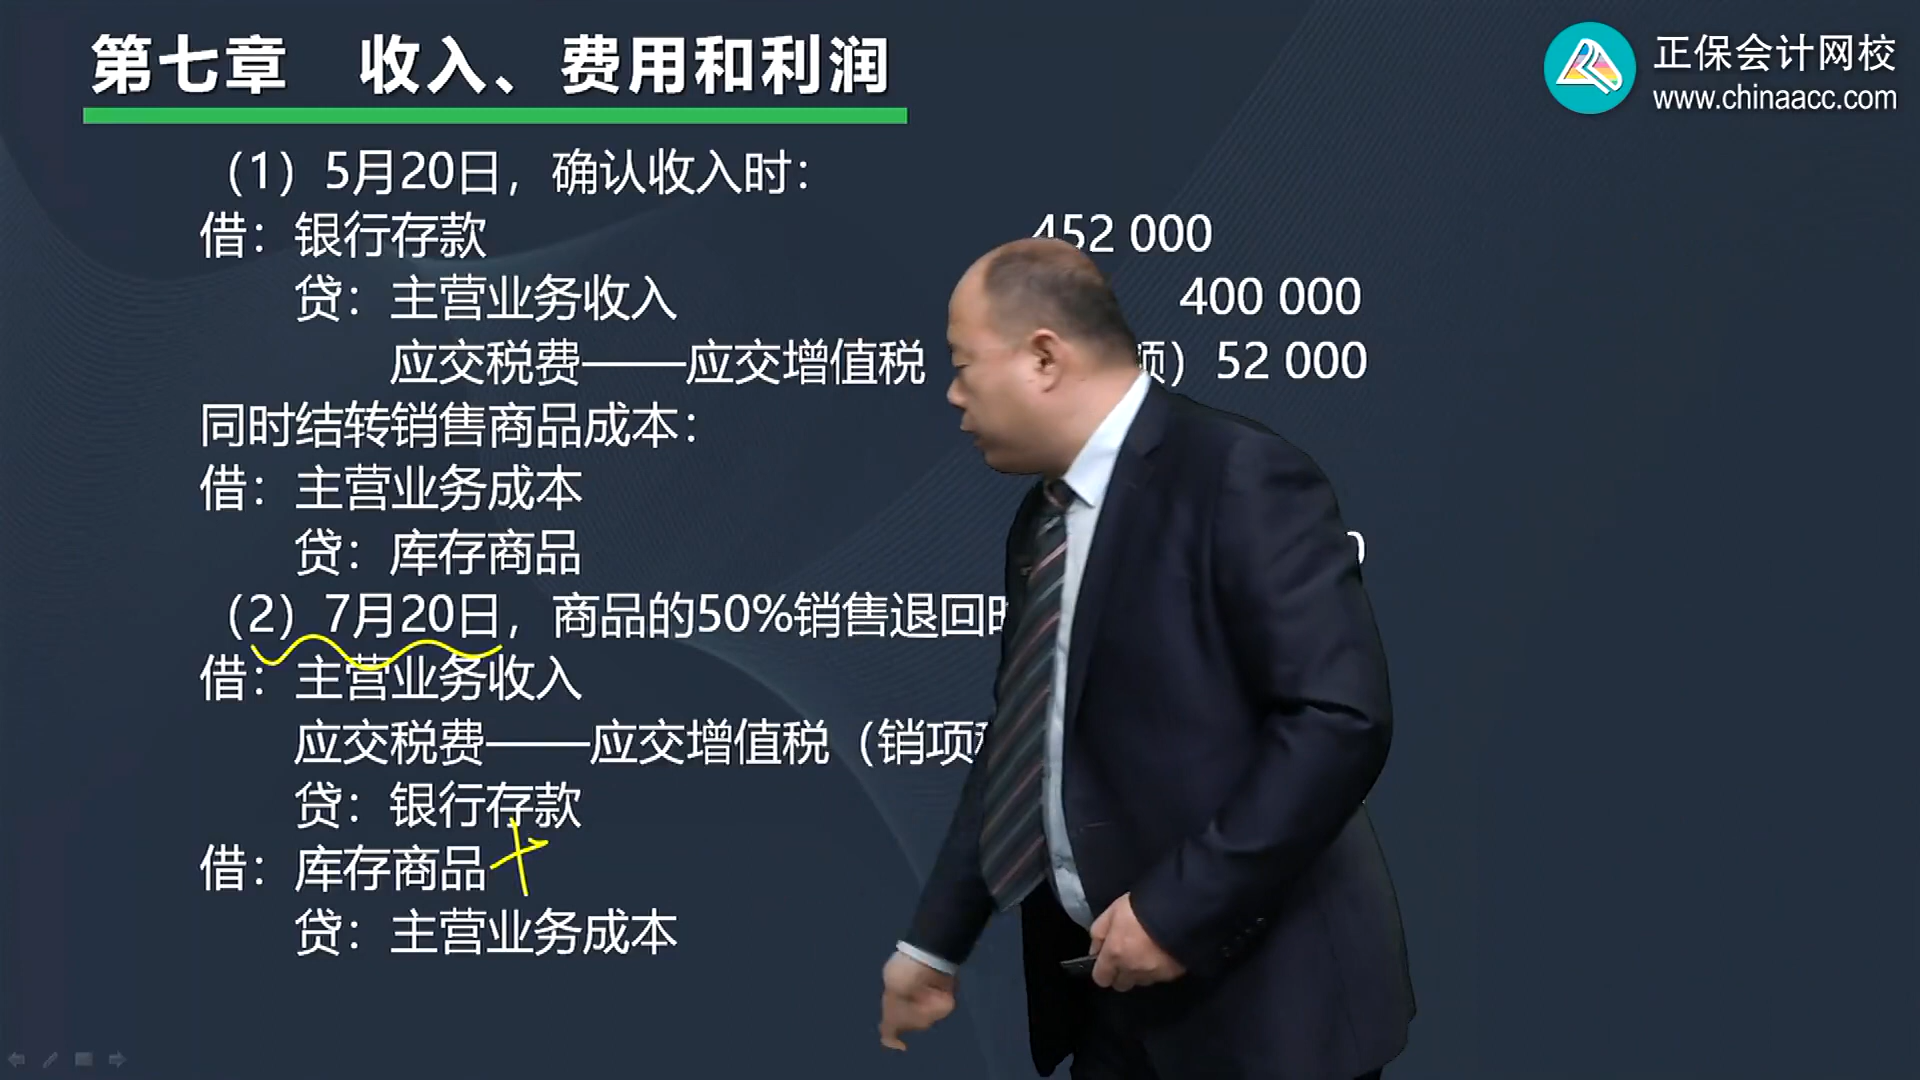 第七章 收入、费用和利润
正保会计网校
www.chinaacc.com
（1）5月20日，确认收入时：
借：银行存款 452 000
贷：主营业务收入 400 000
应交税费——应交增值税 额）52 000
同时结转销售商品成本：
借：主营业务成本
贷：库存商品 0
（2）7月20日，商品的50%销售退回
借：主营业务收入
应交税费——应交增值税（销项
贷：银行存款
借：库存商品
贷：主营业务成本